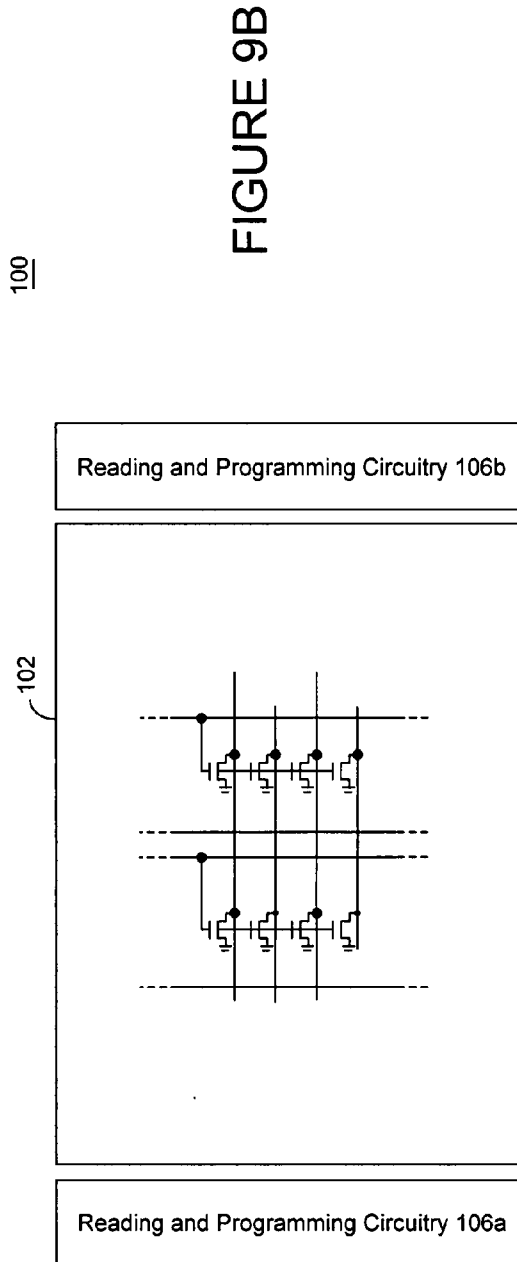 100
FIGURE 9B
Reading and Programming Circuitry 106b
102
Reading and Programming Circuitry 106a